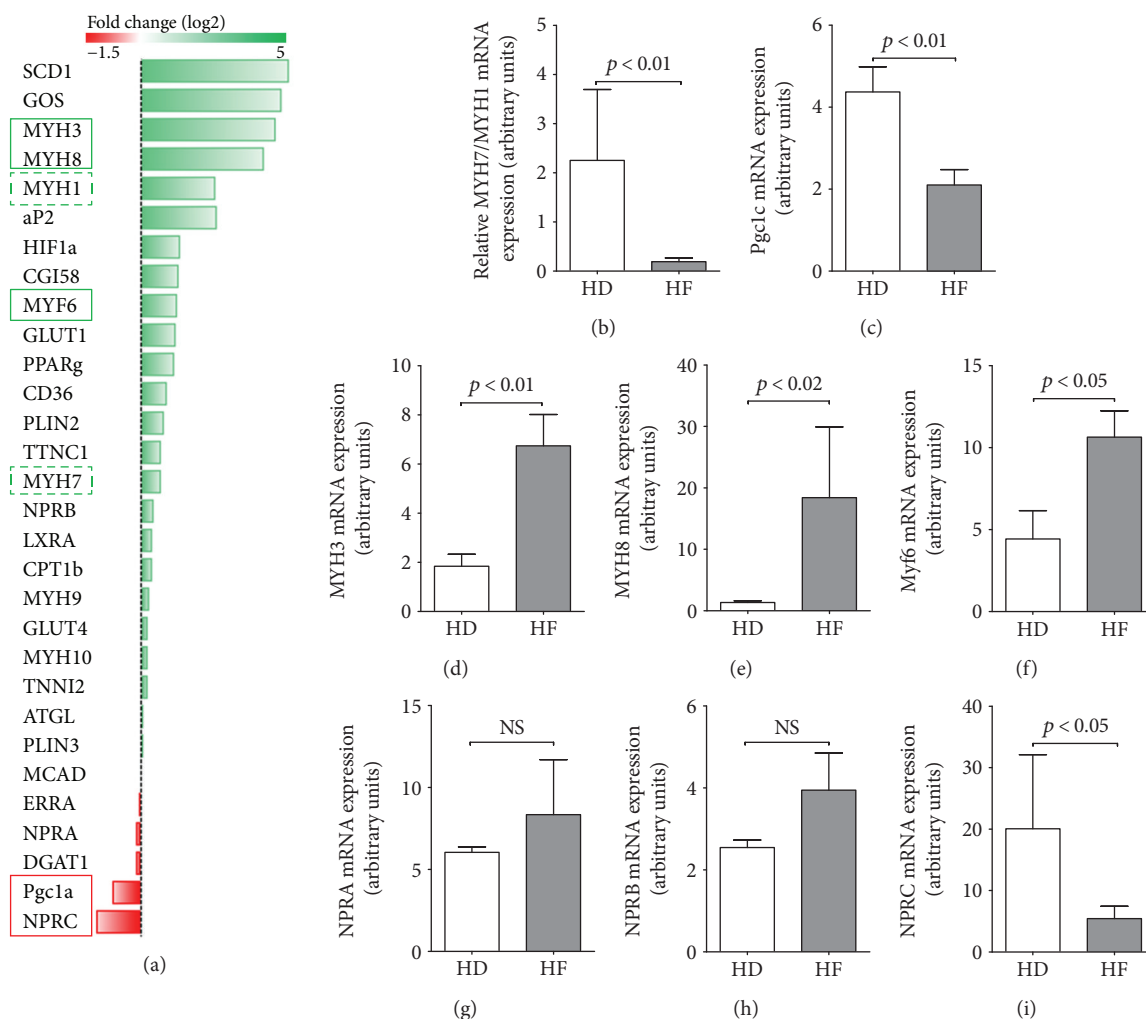 Fold change (log2)
−1.5 5
SCD1
GOS
MYH3
MYH8
MYH1
aP2
HIF1a
CGI58
MYF6
GLUT1
PPARg
CD36
PLIN2
TTNC1
MYH7
NPRB
LXRA
CPT1b
MYH9
GLUT4
MYH10
TNNI2
ATGL
PLIN3
MCAD
ERRA
NPRA
DGAT1
Pgc1a
NPRC
(a)
Relative MYH7/MYH1 mRNA
expression (arbitrary units)
5
4
3
2
1
0
p < 0.01
HD HF
(b)
Pgc1c mRNA expression
(arbitrary units)
6
4
2
0
p < 0.01
HD HF
(c)
MYH3 mRNA expression
(arbitrary units)
10
8
6
4
2
0
p < 0.01
HD HF
(d)
MYH8 mRNA expression
(arbitray units)
40
30
20
10
0
p < 0.02
HD HF
(e)
Myf6 mRNA expression
(arbitrary units)
15
10
5
0
p < 0.05
HD HF
(f)
NPRA mRNA expression
(arbitrary units)
15
10
5
0
NS
HD HF
(g)
NPRB mRNA expression
(arbitrary units)
6
4
2
0
NS
HD HF
(h)
NPRC mRNA expression
(arbitrary units)
40
30
20
10
0
p < 0.05
HD HF
(i)